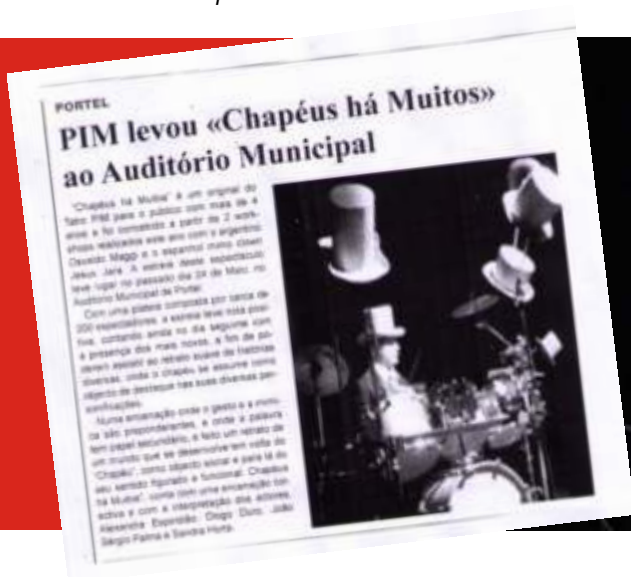 PORTEL
PIM levou «Chapéus há Muitos»
ao Auditório Municipal
"Chapéus há Muitos" é um original do
Teatro PIM para o público com mais de 4
anos e foi concebido a partir de 2 work-
shops realizados este ano com o argentino
Osvaldo Maggi e o espanhol mimo clown
Jesus Jara. A estreia deste espectáculo
teve lugar no passado dia 24 de Maio, no
Auditório Municipal de Portel.
Com uma plateia composta por cerca de
200 espectadores, a estreia teve nota posi-
tiva, contando ainda no dia seguinte com
a presença dos mais novos, a fim de po-
derem assistir ao retrato suave de histórias
diversas, onde o chapéu se assume como
objecto de destaque nas suas diversas per-
sonificações.
Numa encenação onde o gesto e a músi-
ca são preponderantes, e onde a palavra
tem papel secundário, é feito um retrato de
um mundo que se desenvolve em volta do
"Chapéu", como objecto social e para lá do
seu sentido figurado e funcional. Chapéus
há Muitos", conta com uma encenação col-
ectiva e com a interpretação dos actores,
Alexandra Espiridião, Diogo Duro, João
Sérgio Palma e Sandra